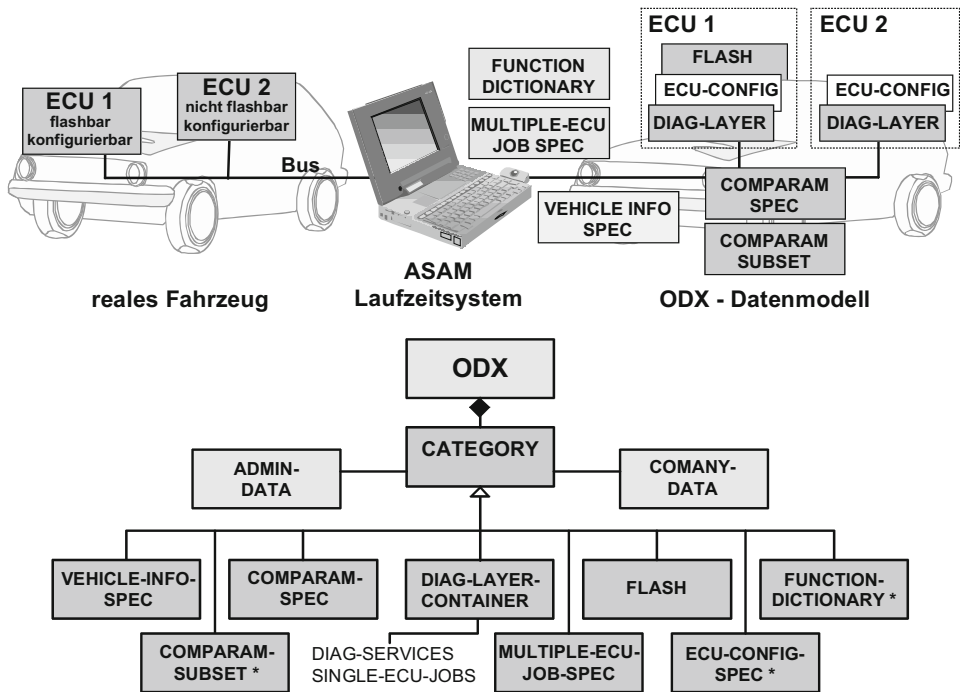 ECU 1
flashbar
konfigurierbar
ECU 2
nicht flashbar
konfigurierbar
Bus
FUNCTION
DICTIONARY
MULTIPLE-ECU
JOB SPEC
VEHICLE INFO
SPEC
ECU 1
FLASH
ECU-CONFIG
DIAG-LAYER
ECU 2
ECU-CONFIG
DIAG-LAYER
COMPARAM
SPEC
COMPARAM
SUBSET
reales Fahrzeug
ASAM
Laufzeitsystem
ODX - Datenmodell
ODX
CATEGORY
ADMIN-
DATA
COMANY-
DATA
VEHICLE-INFO-
SPEC
COMPARAM-
SPEC
DIAG-LAYER-
CONTAINER
FLASH
FUNCTION-
DICTIONARY *
COMPARAM-
SUBSET *
DIAG-SERVICES
SINGLE-ECU-JOBS
MULTIPLE-ECU-
JOB-SPEC
ECU-CONFIG-
SPEC *